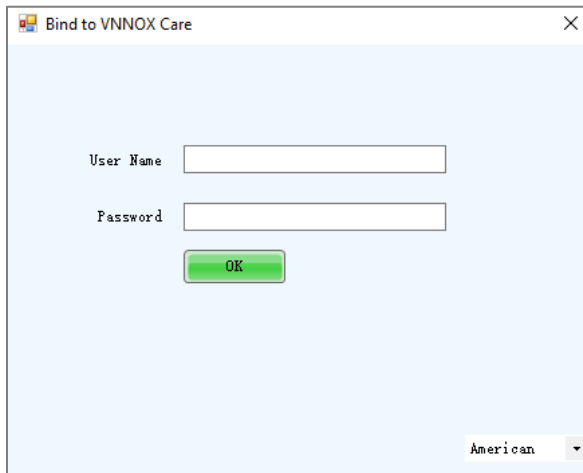 Bind to VNNOX Care
User Name
Password
OK
American